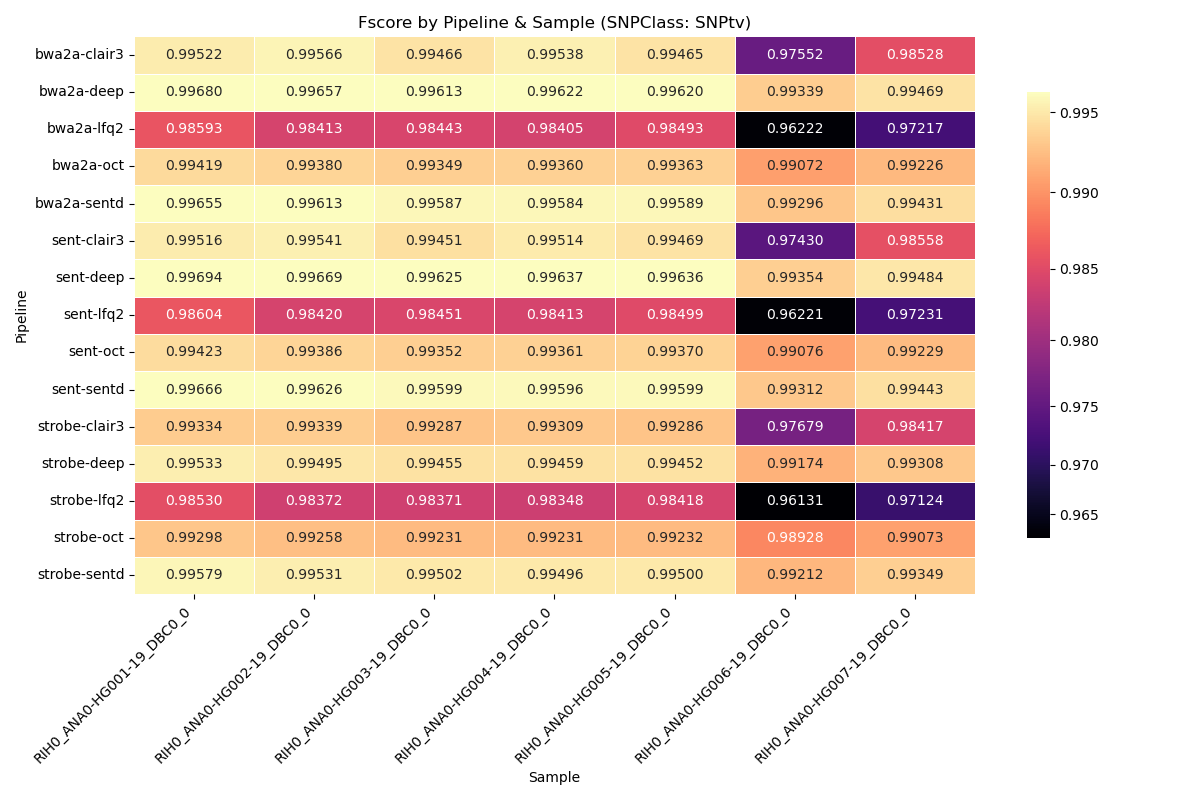 Fscore by Pipeline & Sample (SNPClass: SNPtv)
Pipeline
bwa2a-clair3 0.99522 0.99566 0.99466 0.99538 0.99465 0.97552 0.98528
bwa2a-deep 0.99680 0.99657 0.99613 0.99622 0.99620 0.99339 0.99469
bwa2a-lfq2 0.98593 0.98413 0.98443 0.98405 0.98493 0.96222 0.97217
bwa2a-oct 0.99419 0.99380 0.99349 0.99360 0.99363 0.99072 0.99226
bwa2a-sentd 0.99655 0.99613 0.99587 0.99584 0.99589 0.99296 0.99431
sent-clair3 0.99516 0.99541 0.99451 0.99514 0.99469 0.97430 0.98558
sent-deep 0.99694 0.99669 0.99625 0.99637 0.99636 0.99354 0.99484
sent-lfq2 0.98604 0.98420 0.98451 0.98413 0.98499 0.96221 0.97231
sent-oct 0.99423 0.99386 0.99352 0.99361 0.99370 0.99076 0.99229
sent-sentd 0.99666 0.99626 0.99599 0.99596 0.99599 0.99312 0.99443
strobe-clair3 0.99334 0.99339 0.99287 0.99309 0.99286 0.97679 0.98417
strobe-deep 0.99533 0.99495 0.99455 0.99459 0.99452 0.99174 0.99308
strobe-lfq2 0.98530 0.98372 0.98371 0.98348 0.98418 0.96131 0.97124
strobe-oct 0.99298 0.99258 0.99231 0.99231 0.99232 0.98928 0.99073
strobe-sentd 0.99579 0.99531 0.99502 0.99496 0.99500 0.99212 0.99349
RIH0_ANA0-HG001-19_DBC0_0
RIH0_ANA0-HG002-19_DBC0_0
RIH0_ANA0-HG003-19_DBC0_0
RIH0_ANA0-HG004-19_DBC0_0
RIH0_ANA0-HG005-19_DBC0_0
RIH0_ANA0-HG006-19_DBC0_0
RIH0_ANA0-HG007-19_DBC0_0
Sample
0.995
0.990
0.985
0.980
0.975
0.970
0.965